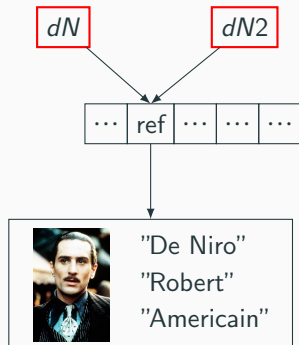 dN dN2
... ref ... ... ...
"De Niro"
"Robert"
"Americain"